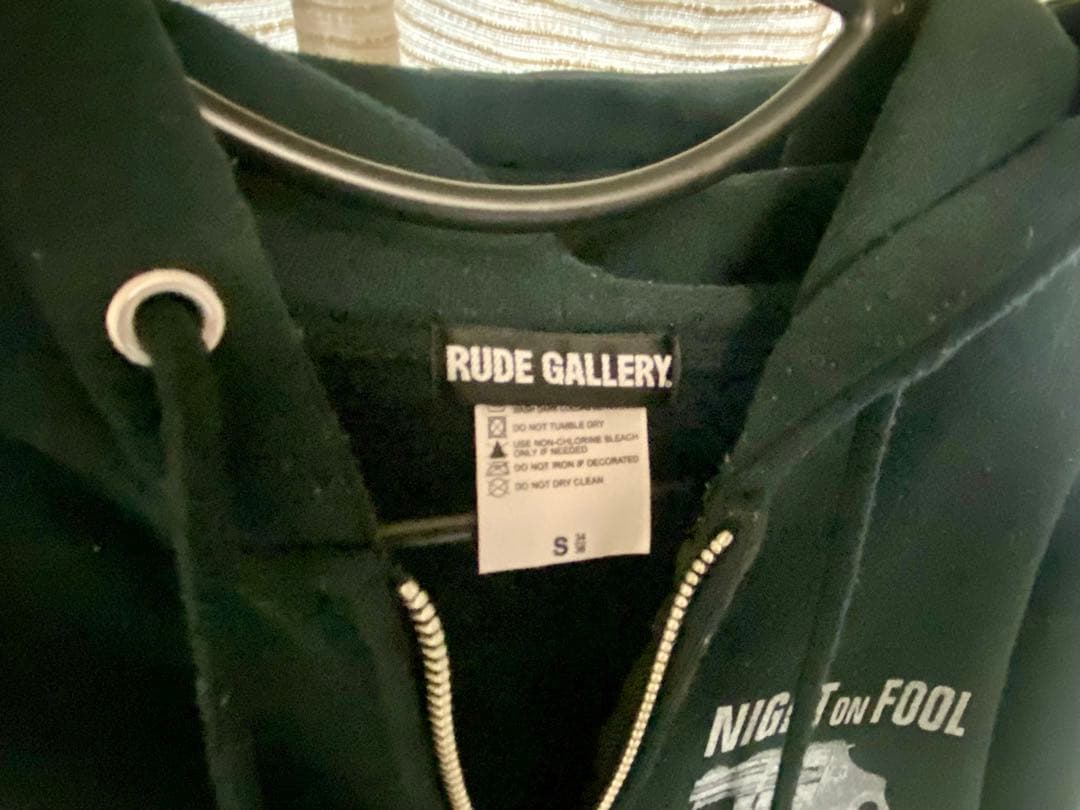 RUDE GALLERY.
DO NOT TUMBLE DRY
USE NON-CHLORINE BLEACH
ONLY IF NEEDED
DO NOT IRON IF DECORATED
DO NOT DRY CLEAN
S
NIG T ON FOOL